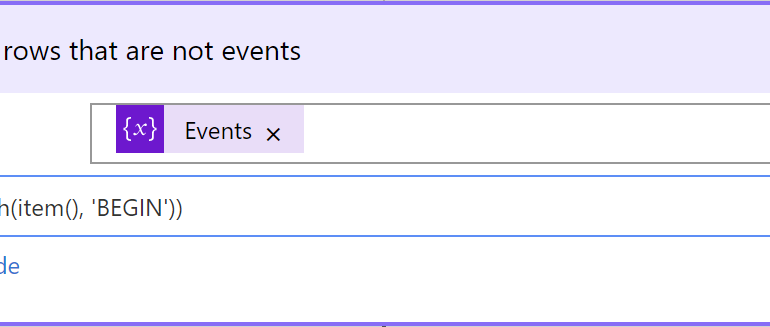 rows that are not events
{x} Events ×
h(item(), 'BEGIN'))
de